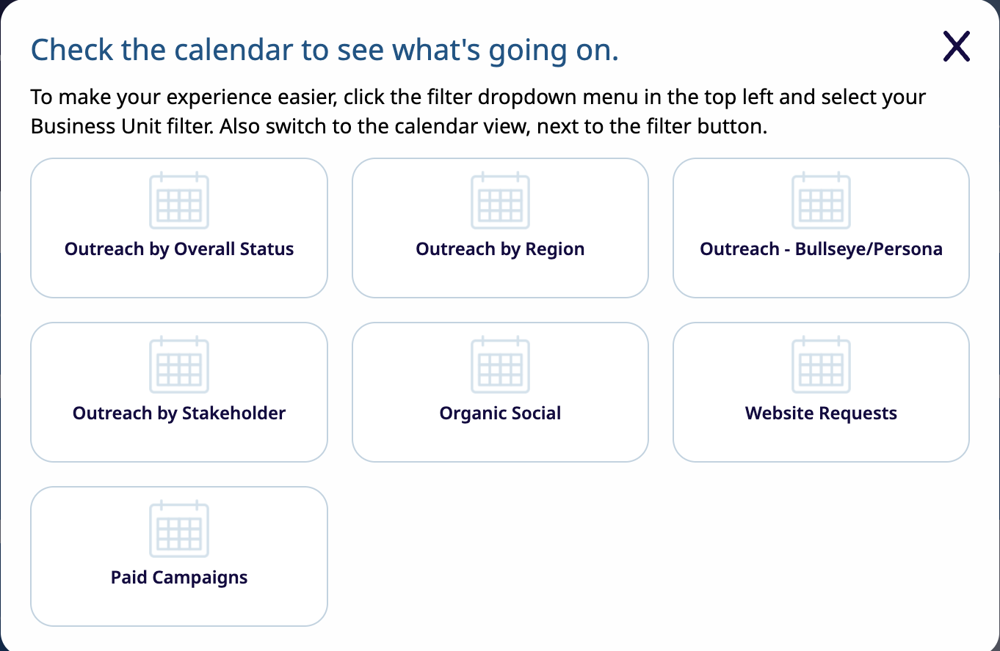 Check the calendar to see what's going on.
To make your experience easier, click the filter dropdown menu in the top left and select your
Business Unit filter. Also switch to the calendar view, next to the filter button.
Outreach by Overall Status
Outreach by Region
Outreach - Bullseye/Persona
Outreach by Stakeholder
Organic Social
Website Requests
Paid Campaigns